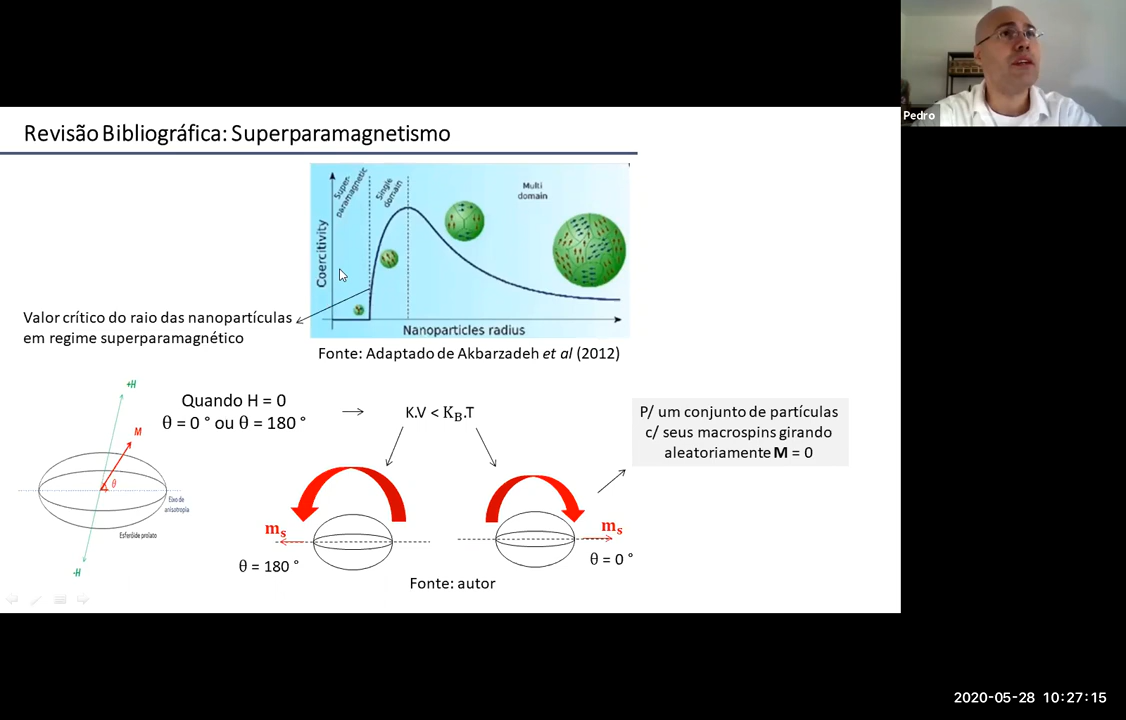 Pedro
Revisão Bibliográfica: Superparamagnetismo
Super-
paramagnetic
Single
domain
Multi
domain
Coercitivity
Nanoparticles radius
Valor crítico do raio das nanopartículas
em regime superparamagnético
Fonte: Adaptado de Akbarzadeh et al (2012)
+H
M
θ
Eixo de
anisotropia
Esferóide prolato
-H
Quando H = 0
θ = 0 ° ou θ = 180 °
K.V < K_B.T
P/ um conjunto de partículas
c/ seus macrospins girando
aleatoriamente M = 0
m_s
θ = 180 °
m_s
θ = 0 °
Fonte: autor
2020-05-28 10:27:15